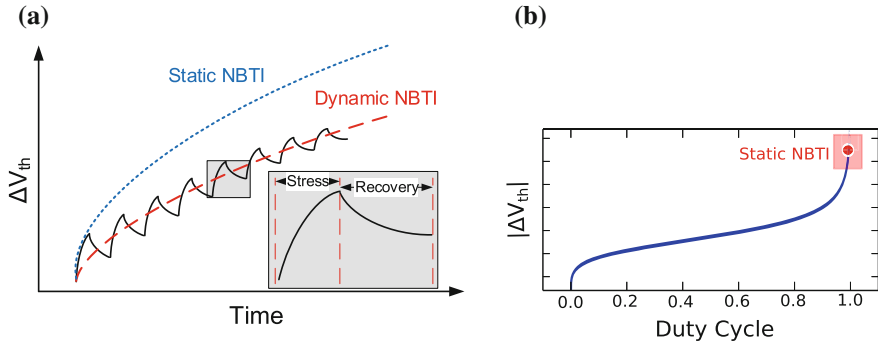 (a)
Static NBTI
Dynamic NBTI
Stress
Recovery
ΔVth
Time
(b)
Static NBTI
|ΔVth|
0.0 0.2 0.4 0.6 0.8 1.0
Duty Cycle